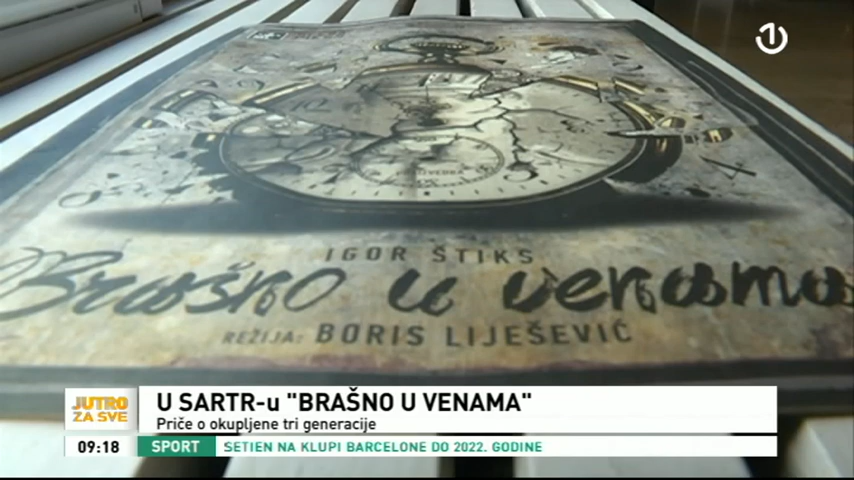 1
IGOR ŠTIKS
Brašno u venama
REŽIJA: BORIS LIJEŠEVIĆ
JUTRO
ZA SVE
U SARTR-u "BRAŠNO U VENAMA"
Priče o okupljene tri generacije
09:18
SPORT
SETIEN NA KLUPI BARCELONE DO 2022. GODINE